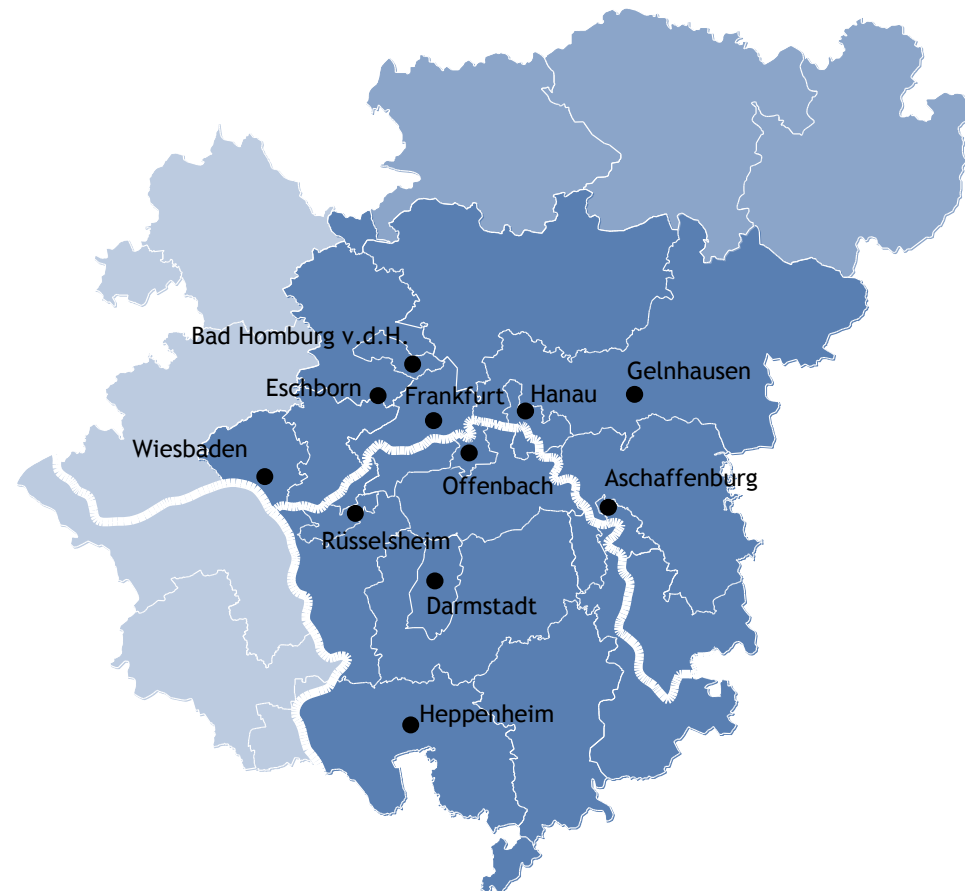 Bad Homburg v.d.H.
Gelnhausen
Eschborn
Frankfurt
Hanau
Wiesbaden
Offenbach
Aschaffenburg
Rüsselsheim
Darmstadt
Heppenheim